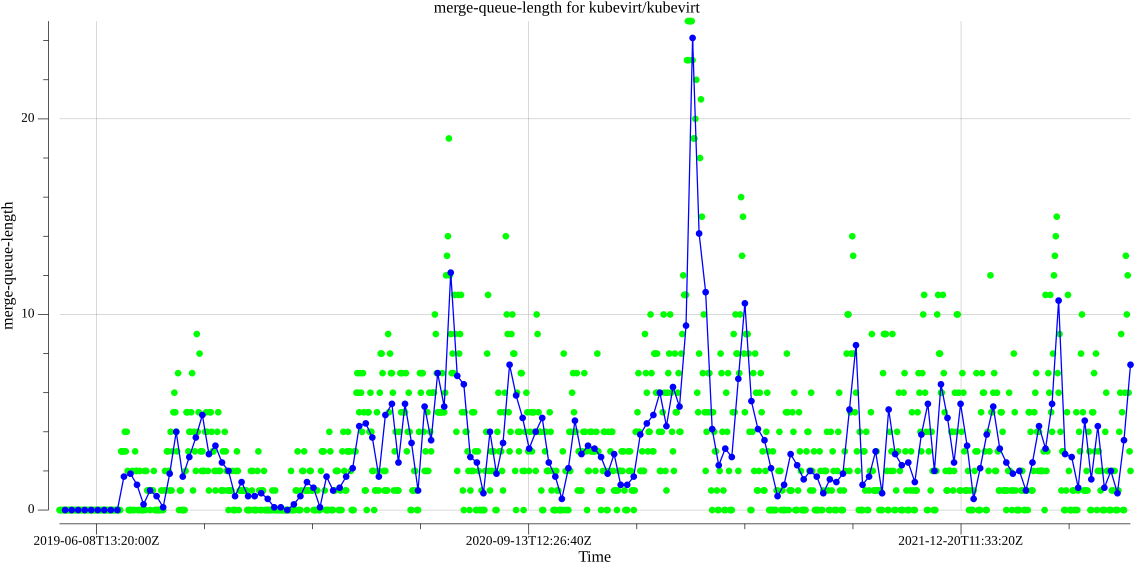 merge-queue-length for kubevirt/kubevirt
merge-queue-length
20
10
0
2019-06-08T13:20:00Z
2020-09-13T12:26:40Z
2021-12-20T11:33:20Z
Time